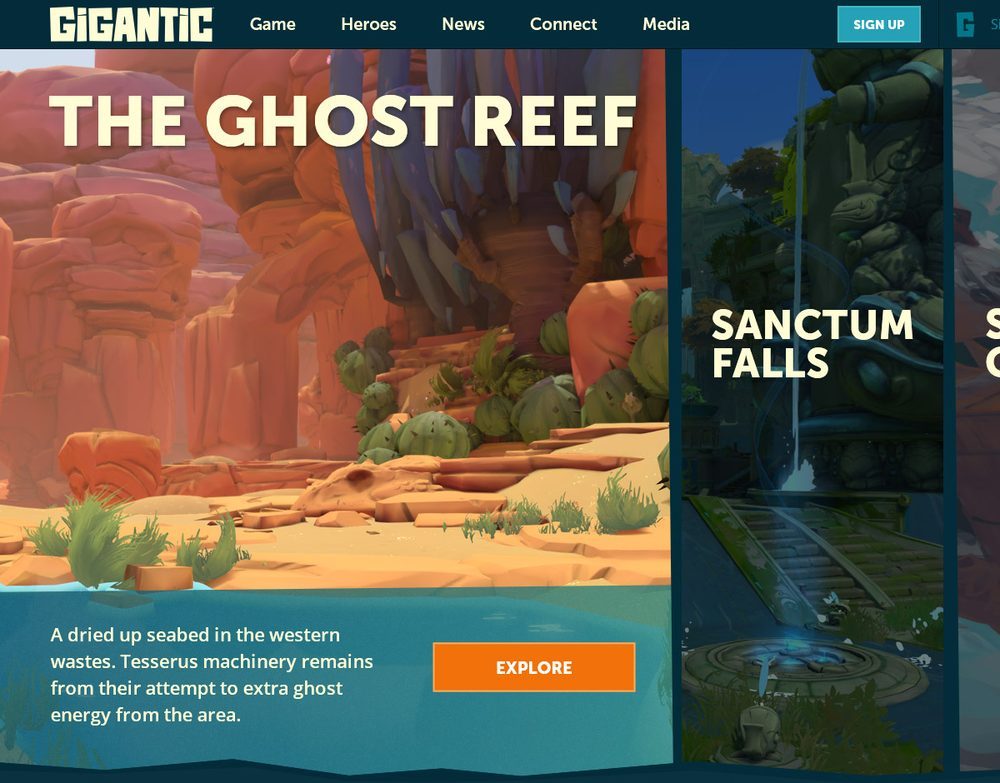 GiGANTiC
Game
Heroes
News
Connect
Media
SIGN UP
G
THE GHOST REEF
SANCTUM
FALLS
A dried up seabed in the western
wastes. Tesserus machinery remains
from their attempt to extra ghost
energy from the area.
EXPLORE